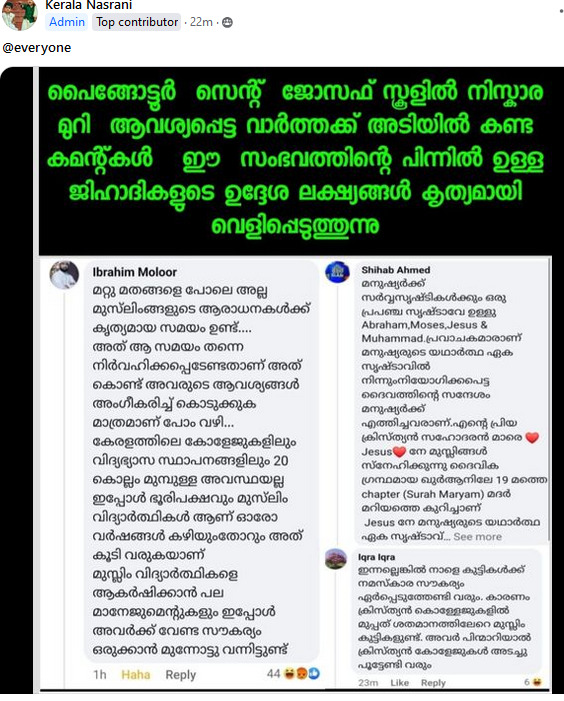 Kerala Nasrani
Admin Top contributor · 22m ·
@everyone
പൈങ്ങോട്ടൂർ സെന്റ് ജോസഫ് സ്കൂളിൽ നിസ്കാര
മുറി ആവശ്യപ്പെട്ട വാർത്തക്ക് അടിയിൽ കണ്ട
കമന്റ്കൾ ഈ സംഭവത്തിന്റെ പിന്നിൽ ഉള്ള
ജിഹാദികളുടെ ഉദ്ദേശ ലക്ഷ്യങ്ങൾ കൃത്യമായി
വെളിപ്പെടുത്തുന്നു
Ibrahim Moloor
മറ്റു മതങ്ങളെ പോലെ അല്ല
മുസ്‌ലിംങ്ങളുടെ ആരാധനകൾക്ക്
കൃത്യമായ സമയം ഉണ്ട്....
അത് ആ സമയം തന്നെ
നിർവഹിക്കപ്പെടേണ്ടതാണ് അത്
കൊണ്ട് അവരുടെ ആവശ്യങ്ങൾ
അംഗീകരിച്ച് കൊടുക്കുക
മാത്രമാണ് പോം വഴി...
കേരളത്തിലെ കോളേജുകളിലും
വിദ്യഭ്യാസ സ്ഥാപനങ്ങളിലും 20
കൊല്ലം മുമ്പുള്ള അവസ്ഥയല്ല
ഇപ്പോൾ ഭൂരിപക്ഷവും മുസ്‌ലിം
വിദ്യാർത്ഥികൾ ആണ് ഓരോ
വർഷങ്ങൾ കഴിയുംതോറും അത്
കൂടി വരുകയാണ്
മുസ്ലിം വിദ്യാർത്ഥികളെ
ആകർഷിക്കാൻ പല
മാനേജുമെന്റുകളും ഇപ്പോൾ
അവർക്ക് വേണ്ട സൗകര്യം
ഒരുക്കാൻ മുന്നോട്ടു വന്നിട്ടുണ്ട്
1h Haha Reply 44
Shihab Ahmed
മനുഷ്യർക്ക്
സർവ്വസൃഷ്ടികൾക്കും ഒരു
പ്രപഞ്ച സൃഷ്ടാവേ ഉള്ളു
Abraham,Moses,Jesus &
Muhammad.പ്രവാചകമാരാണ്
മനുഷ്യരുടെ യഥാർത്ഥ ഏക
സൃഷ്ടാവിൽ
നിന്നുംനിയോഗിക്കപെട്ട
ദൈവത്തിന്റെ സന്ദേശം
മനുഷ്യർക്ക്
എത്തിച്ചവരാണ്.എന്റെ പ്രിയ
ക്രിസ്ത്യൻ സഹോദരൻ മാരെ ❤️
Jesus❤️ നേ മുസ്ലിങ്ങൾ
സ്നേഹിക്കുന്നു ദൈവിക
ഗ്രന്ഥമായ ഖുർആനിലേ 19 മത്തെ
chapter (Surah Maryam) മദർ
മറിയത്തെ കുറിച്ചാണ്
Jesus നേ മനുഷ്യരുടെ യഥാർത്ഥ
ഏക സൃഷ്ടാവ്... See more
Iqra Iqra
ഇന്നല്ലെങ്കിൽ നാളെ കുട്ടികൾക്ക്
നമസ്കാര സൗകര്യം
ഏർപ്പെടുത്തേണ്ടി വരും. കാരണം
ക്രിസ്ത്യൻ കൊള്ളേജുകളിൽ
മുപ്പത് ശതമാനത്തിലേറെ മുസ്ലിം
കുട്ടികളുണ്ട്. അവർ പിന്മാറിയാൽ
ക്രിസ്ത്യൻ കോളേജുകൾ അടച്ചു
പൂട്ടേണ്ടി വരും
23m Like Reply 6